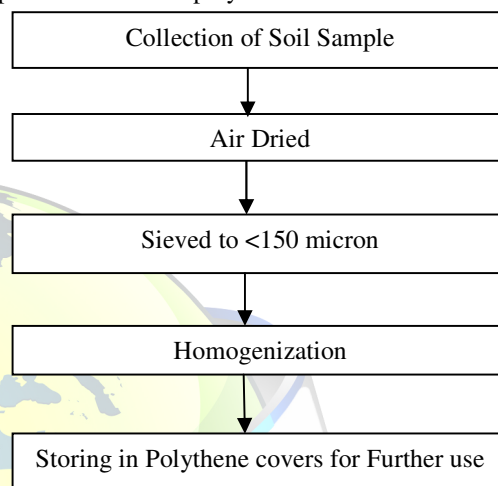 Collection of Soil Sample
Air Dried
Sieved to <150 micron
Homogenization
Storing in Polythene covers for Further use